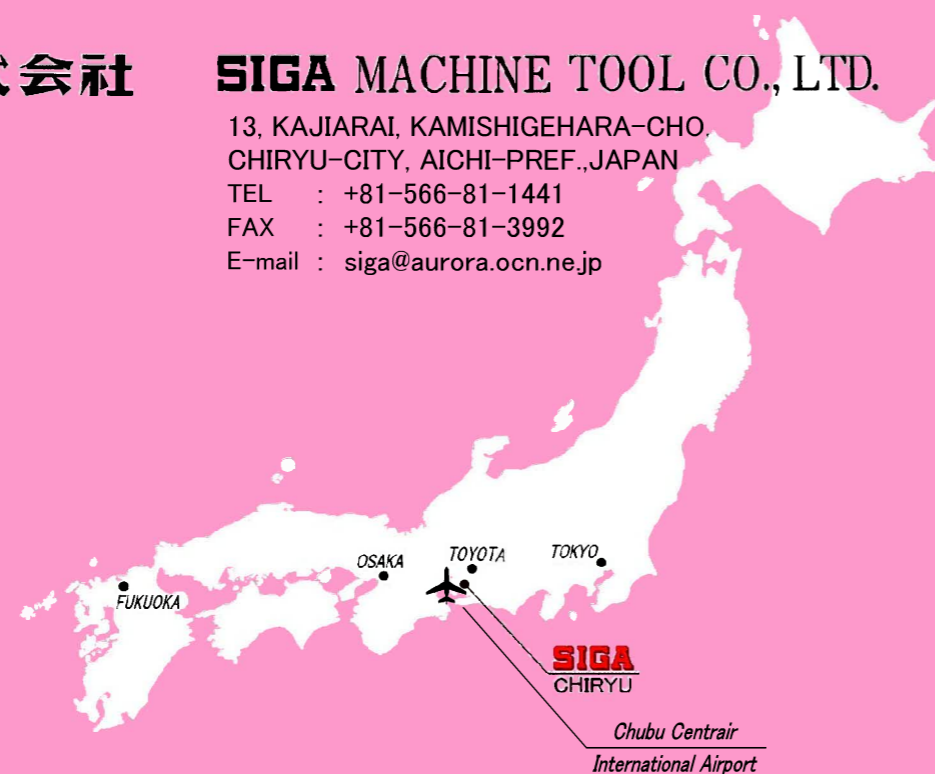 式会社
SIGA MACHINE TOOL CO., LTD.
13, KAJIARAI, KAMISHIGEHARA-CHO,
CHIRYU-CITY, AICHI-PREF.,JAPAN
TEL : +81-566-81-1441
FAX : +81-566-81-3992
E-mail : siga@aurora.ocn.ne.jp
OSAKA
TOYOTA
TOKYO
FUKUOKA
SIGA
CHIRYU
Chubu Centrair
International Airport